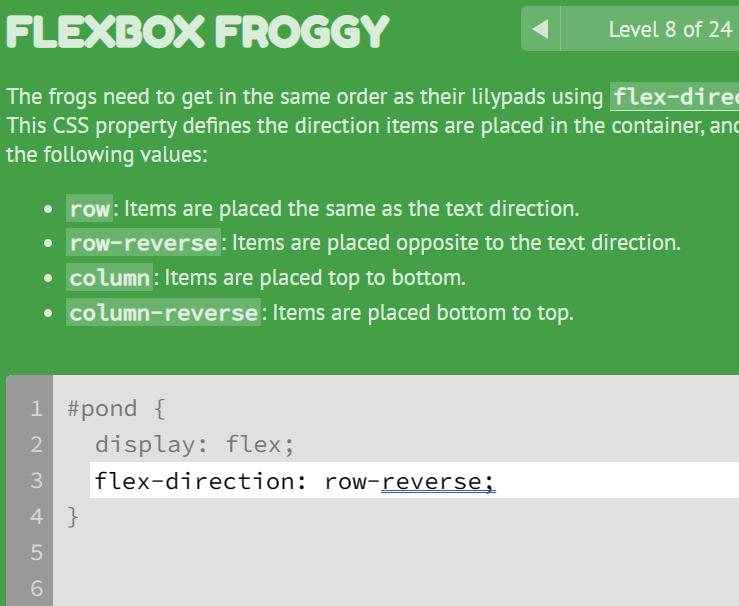 FLEXBOX FROGGY
Level 8 of 24
The frogs need to get in the same order as their lilypads using flex-direc
This CSS property defines the direction items are placed in the container, and
the following values:
• row: Items are placed the same as the text direction.
• row-reverse: Items are placed opposite to the text direction.
• column: Items are placed top to bottom.
• column-reverse: Items are placed bottom to top.
1 #pond {
2 display: flex;
3 flex-direction: row-reverse;
4 }
5
6